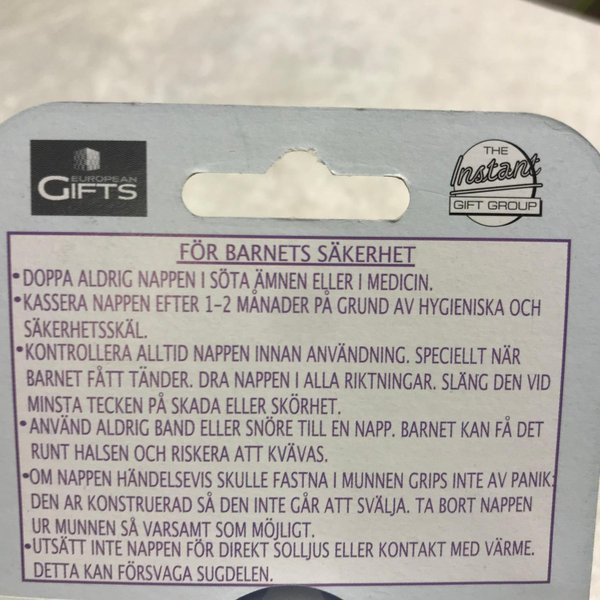 EUROPEAN
GIFTS
THE
Instant
GIFT GROUP
FÖR BARNETS SÄKERHET
•DOPPA ALDRIG NAPPEN I SÖTA ÄMNEN ELLER I MEDICIN.
•KASSERA NAPPEN EFTER 1-2 MÅNADER PÅ GRUND AV HYGIENISKA OCH
SÄKERHETSSKÄL.
•KONTROLLERA ALLTID NAPPEN INNAN ANVÄNDNING. SPECIELLT NÄR
BARNET FÅTT TÄNDER. DRA NAPPEN I ALLA RIKTNINGAR. SLÄNG DEN VID
MINSTA TECKEN PÅ SKADA ELLER SKÖRHET.
•ANVÄND ALDRIG BAND ELLER SNÖRE TILL EN NAPP. BARNET KAN FÅ DET
RUNT HALSEN OCH RISKERA ATT KVÄVAS.
•OM NAPPEN HÄNDELSEVIS SKULLE FASTNA I MUNNEN GRIPS INTE AV PANIK:
DEN AR KONSTRUERAD SÅ DEN INTE GÅR ATT SVÄLJA. TA BORT NAPPEN
UR MUNNEN SÅ VARSAMT SOM MÖJLIGT.
•UTSÄTT INTE NAPPEN FÖR DIREKT SOLLJUS ELLER KONTAKT MED VÄRME.
DETTA KAN FÖRSVAGA SUGDELEN.